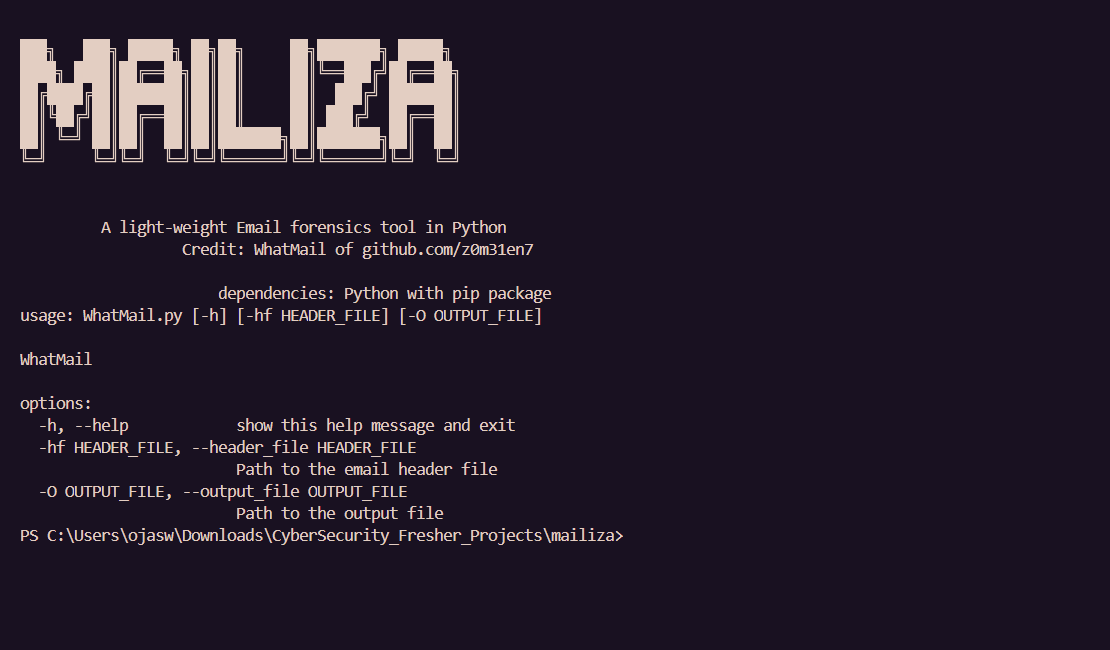 MAILIZA
A light-weight Email forensics tool in Python
Credit: WhatMail of github.com/z0m31en7
dependencies: Python with pip package
usage: WhatMail.py [-h] [-hf HEADER_FILE] [-O OUTPUT_FILE]
WhatMail
options:
-h, --help show this help message and exit
-hf HEADER_FILE, --header_file HEADER_FILE
Path to the email header file
-O OUTPUT_FILE, --output_file OUTPUT_FILE
Path to the output file
PS C:\Users\ojasw\Downloads\CyberSecurity_Fresher_Projects\mailiza>